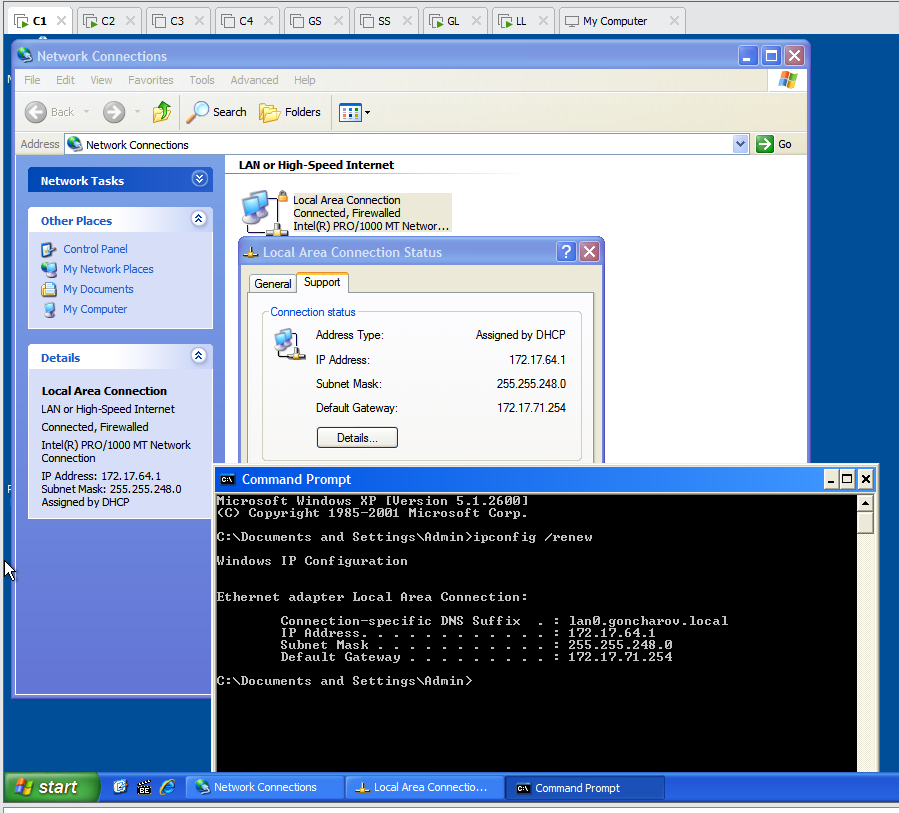 C1
C2
C3
C4
GS
SS
GL
LL
My Computer
Network Connections
File Edit View Favorites Tools Advanced Help
Back
Search
Folders
Address
Network Connections
Go
Network Tasks
Other Places
Control Panel
My Network Places
My Documents
My Computer
Details
Local Area Connection
LAN or High-Speed Internet
Connected, Firewalled
Intel(R) PRO/1000 MT Network
Connection
IP Address: 172.17.64.1
Subnet Mask: 255.255.248.0
Assigned by DHCP
LAN or High-Speed Internet
Local Area Connection
Connected, Firewalled
Intel(R) PRO/1000 MT Networ...
Local Area Connection Status
General
Support
Connection status
Address Type: Assigned by DHCP
IP Address: 172.17.64.1
Subnet Mask: 255.255.248.0
Default Gateway: 172.17.71.254
Details...
Command Prompt
Microsoft Windows XP [Version 5.1.2600]
(C) Copyright 1985-2001 Microsoft Corp.
C:\Documents and Settings\Admin>ipconfig /renew
Windows IP Configuration
Ethernet adapter Local Area Connection:
Connection-specific DNS Suffix . : lan0.goncharov.local
IP Address. . . . . . . . . . . . : 172.17.64.1
Subnet Mask . . . . . . . . . . . : 255.255.248.0
Default Gateway . . . . . . . . . : 172.17.71.254
C:\Documents and Settings\Admin>
start
Network Connections
Local Area Connectio...
Command Prompt